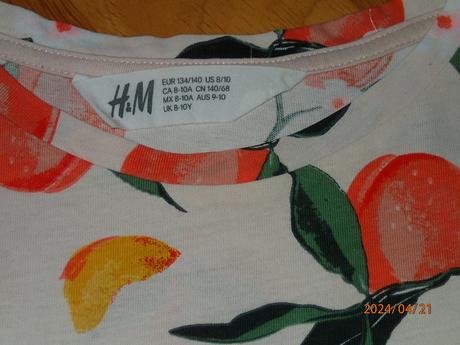 H&M
EUR 134/140 US 8/10
CA 8-10A CN 140/68
MX 8-10A AUS 9-10
UK 8-10Y
2024/04/21